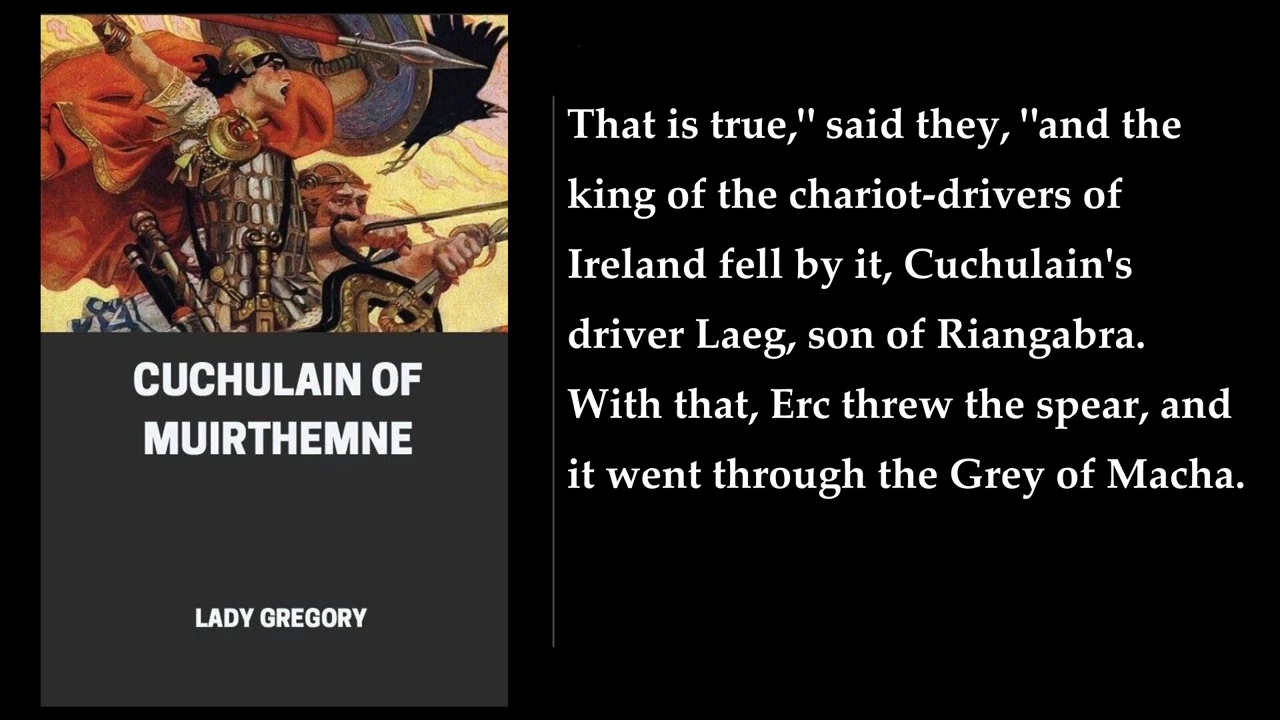 CUCHULAIN OF
MUIRTHEMNE
LADY GREGORY
That is true," said they, "and the
king of the chariot-drivers of
Ireland fell by it, Cuchulain's
driver Laeg, son of Riangabra.
With that, Erc threw the spear, and
it went through the Grey of Macha.